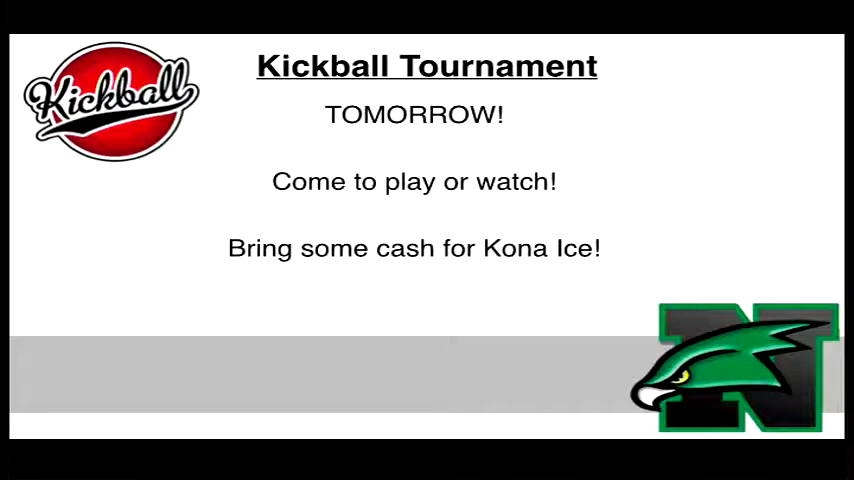 Kickball
Kickball Tournament
TOMORROW!
Come to play or watch!
Bring some cash for Kona Ice!
N